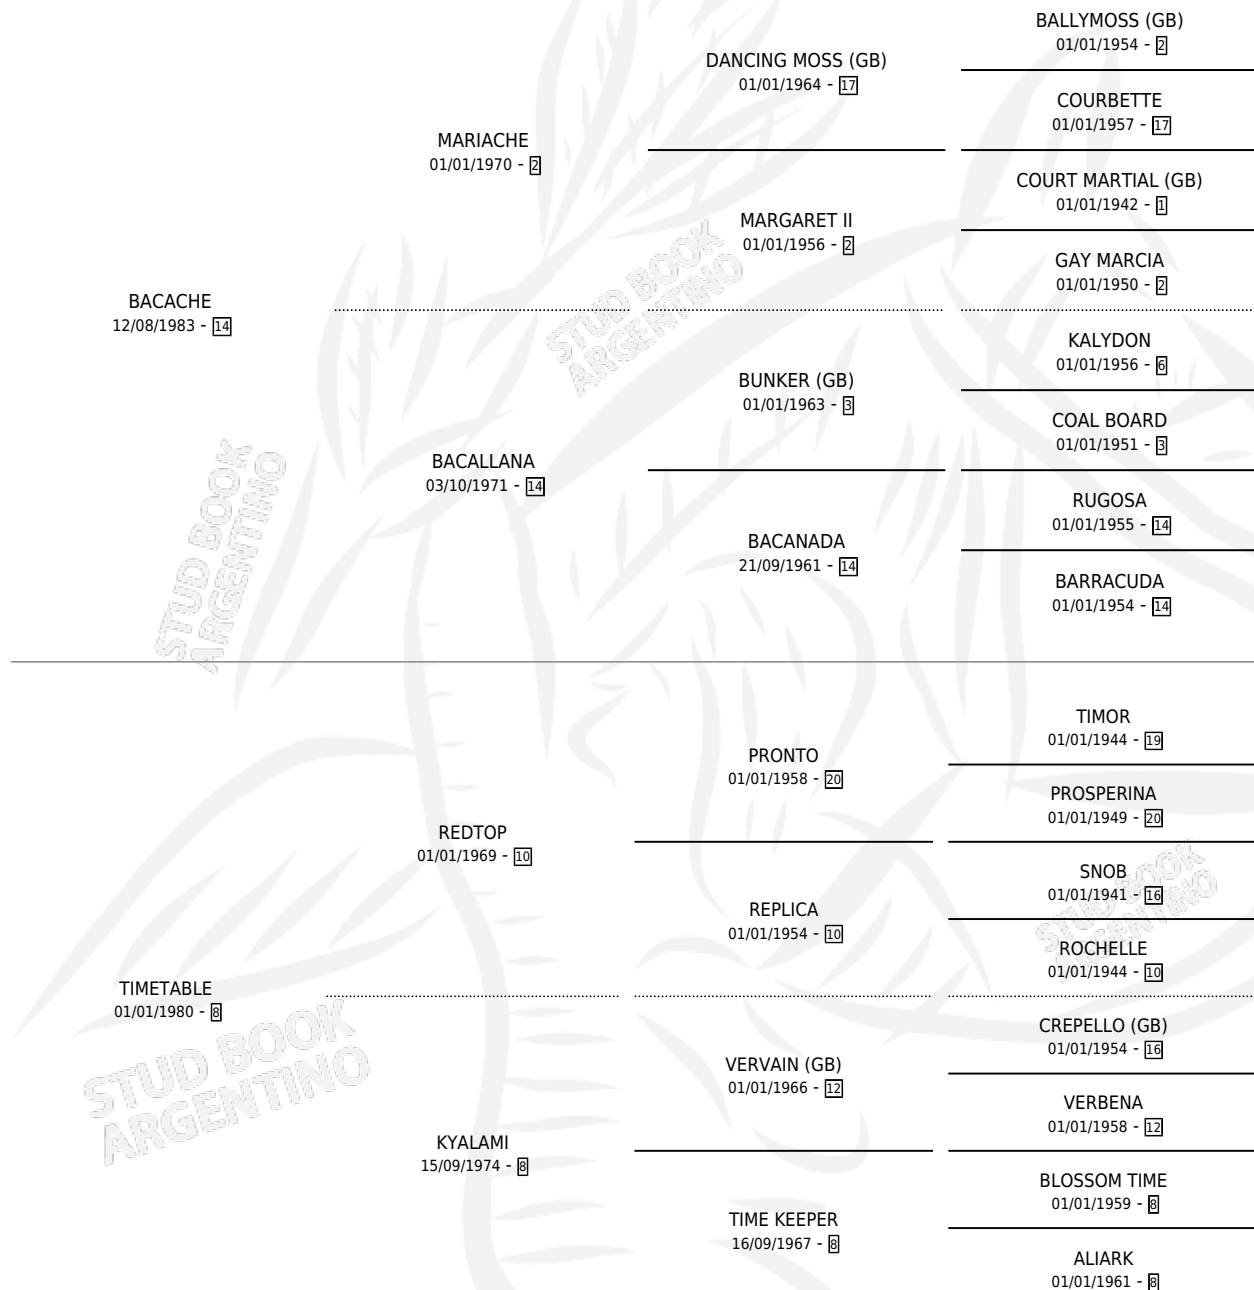 BALLYMOSS (GB)
01/01/1954 - 2
DANCING MOSS (GB)
01/01/1964 - 17
COURBETTE
01/01/1957 - 17
MARIACHE
01/01/1970 - 2
COURT MARTIAL (GB)
01/01/1942 - 1
MARGARET II
01/01/1956 - 2
GAY MARCIA
01/01/1950 - 2
BACACHE
12/08/1983 - 14
KALYDON
01/01/1956 - 6
BUNKER (GB)
01/01/1963 - 3
COAL BOARD
01/01/1951 - 3
BACALLANA
03/10/1971 - 14
RUGOSA
01/01/1955 - 14
BACANADA
21/09/1961 - 14
BARRACUDA
01/01/1954 - 14
TIMOR
01/01/1944 - 19
PRONTO
01/01/1958 - 20
PROSPERINA
01/01/1949 - 20
REDTOP
01/01/1969 - 10
SNOB
01/01/1941 - 16
REPLICA
01/01/1954 - 10
ROCHELLE
01/01/1944 - 10
TIMETABLE
01/01/1980 - 8
CREPELLO (GB)
01/01/1954 - 16
VERVAIN (GB)
01/01/1966 - 12
VERBENA
01/01/1958 - 12
KYALAMI
15/09/1974 - 8
BLOSSOM TIME
01/01/1959 - 8
TIME KEEPER
16/09/1967 - 8
ALIARK
01/01/1961 - 8
STUD BOOK
ARGENTINO
STUD BOOK
ARGENTINO
STUD BOOK
ARGENTINO
STUD BOOK
ARGENTINO